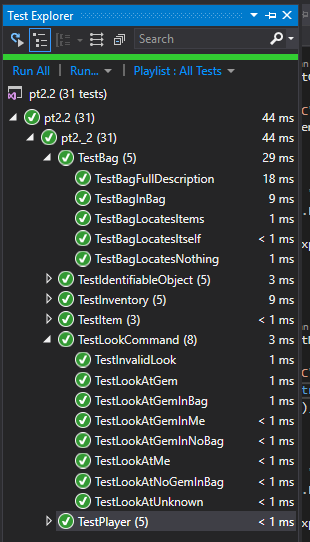 Test Explorer
Search
Run All | Run... | Playlist : All Tests
pt2.2 (31 tests)
pt2.2 (31) 44 ms
pt2._2 (31) 44 ms
TestBag (5) 29 ms
TestBagFullDescription 18 ms
TestBagInBag 9 ms
TestBagLocatesItems 1 ms
TestBagLocatesItself < 1 ms
TestBagLocatesNothing 1 ms
TestIdentifiableObject (5) 3 ms
TestInventory (5) 9 ms
TestItem (3) < 1 ms
TestLookCommand (8) 3 ms
TestInvalidLook 1 ms
TestLookAtGem 1 ms
TestLookAtGemInBag 1 ms
TestLookAtGemInMe < 1 ms
TestLookAtGemInNoBag < 1 ms
TestLookAtMe < 1 ms
TestLookAtNoGemInBag < 1 ms
TestLookAtUnknown < 1 ms
TestPlayer (5) < 1 ms